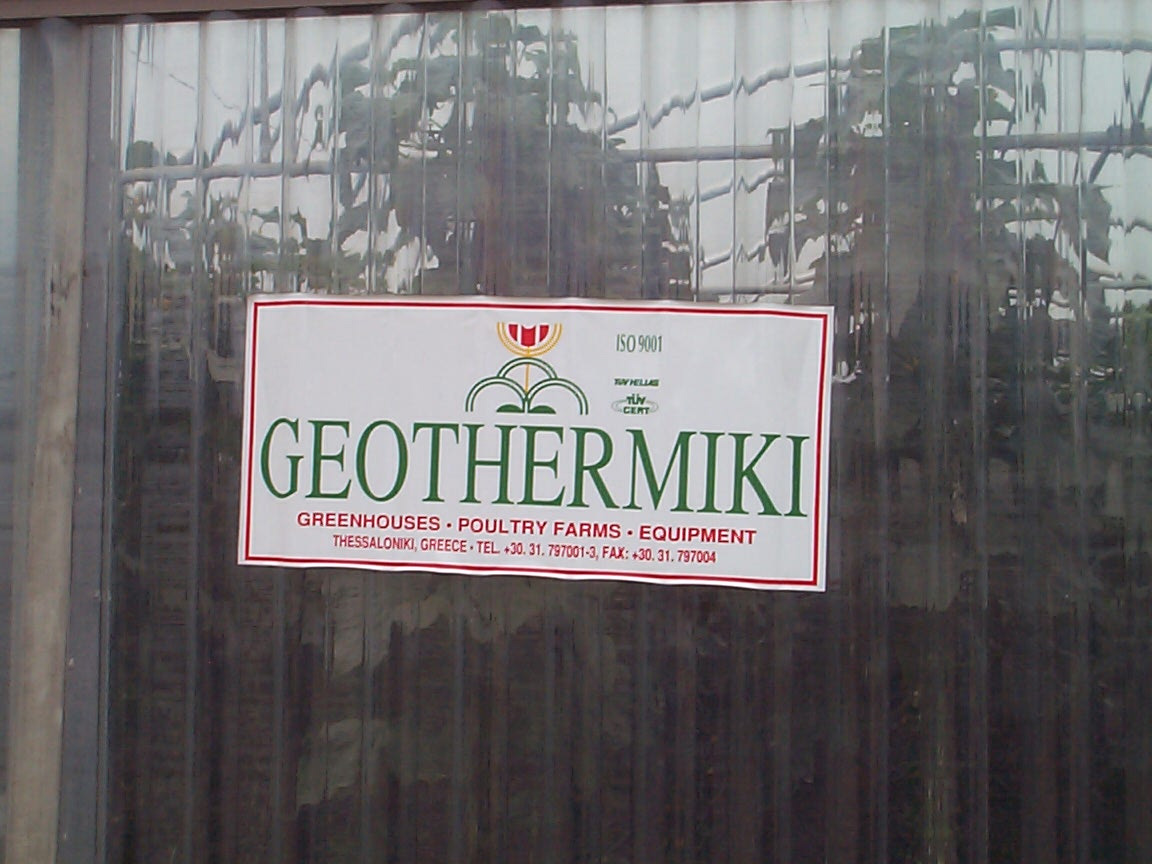 ISO 9001
TÜV HELLAS
TÜV
CERT
GEOTHERMIKI
GREENHOUSES • POULTRY FARMS • EQUIPMENT
THESSALONIKI, GREECE • TEL. +30. 31. 797001-3, FAX: +30. 31. 797004